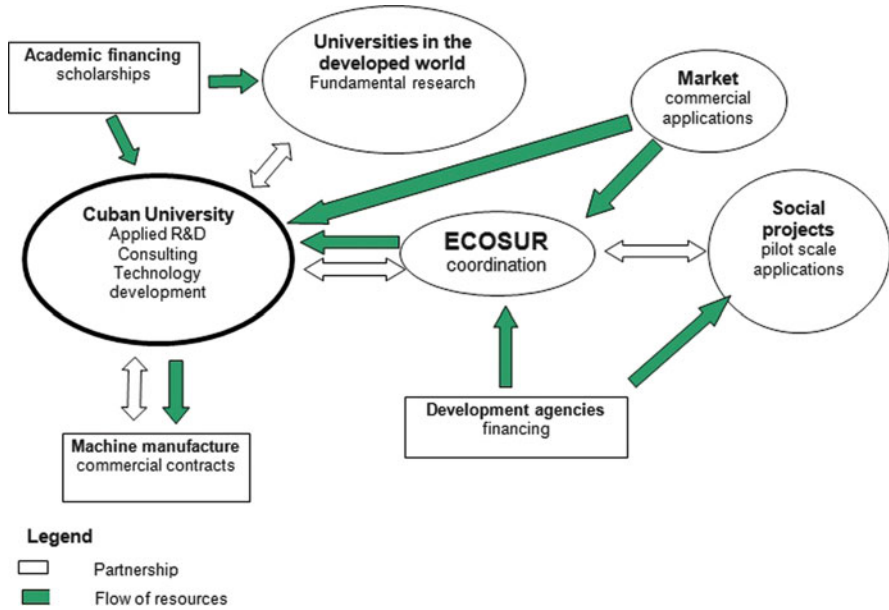 Academic financing
scholarships
Universities in the
developed world
Fundamental research
Market
commercial
applications
Cuban University
Applied R&D
Consulting
Technology
development
ECOSUR
coordination
Social
projects
pilot scale
applications
Machine manufacture
commercial contracts
Development agencies
financing
Legend
Partnership
Flow of resources